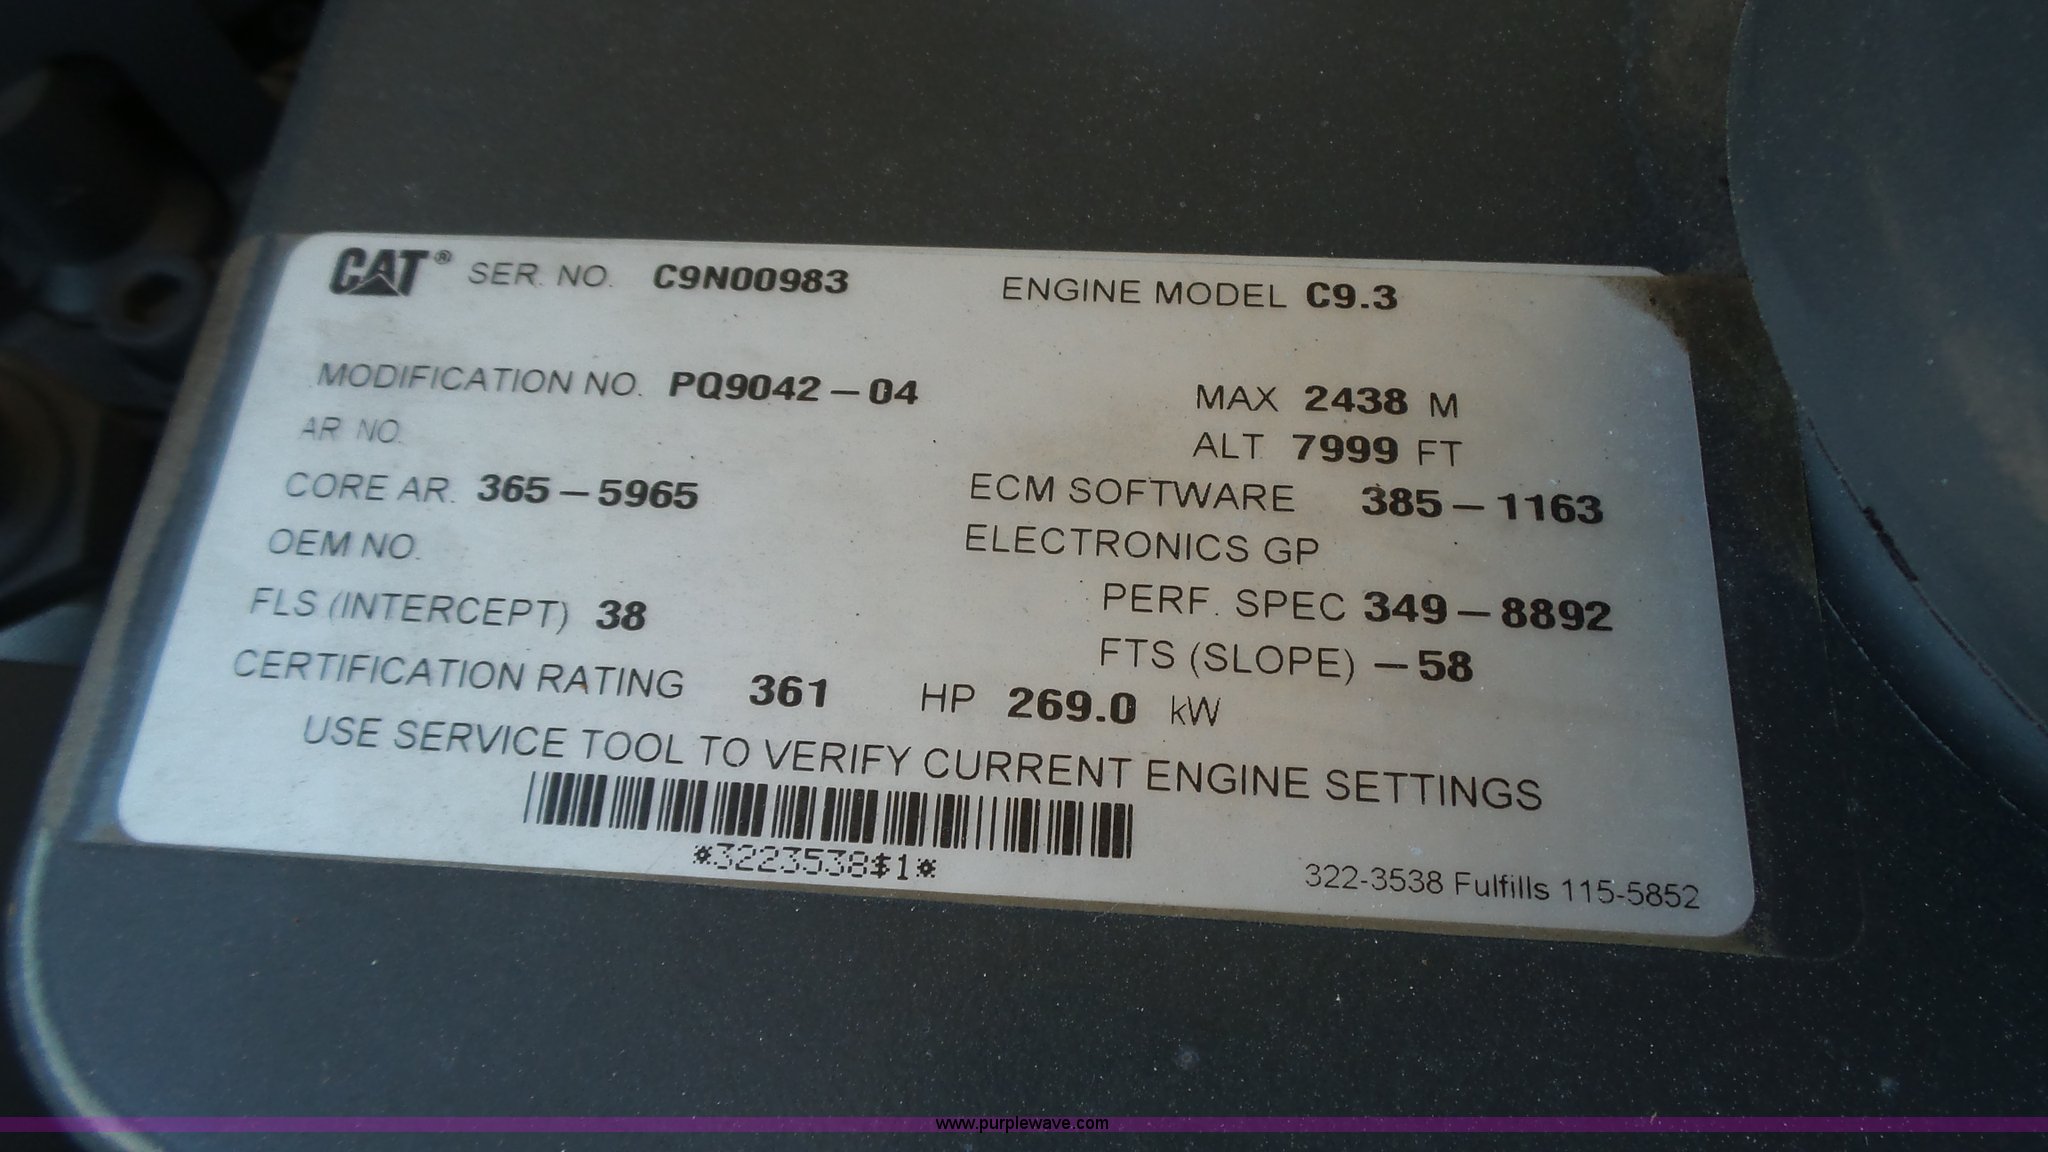 CAT® SER. NO. C9N00983 ENGINE MODEL C9.3
MODIFICATION NO. PQ9042-04 MAX 2438 M
AR NO. ALT 7999 FT
CORE AR. 365-5965 ECM SOFTWARE 385-1163
OEM NO. ELECTRONICS GP
FLS (INTERCEPT) 38 PERF. SPEC 349-8892
FTS (SLOPE) -58
CERTIFICATION RATING 361 HP 269.0 kW
USE SERVICE TOOL TO VERIFY CURRENT ENGINE SETTINGS
*3223538$1*
322-3538 Fulfills 115-5852
www.purplewave.com